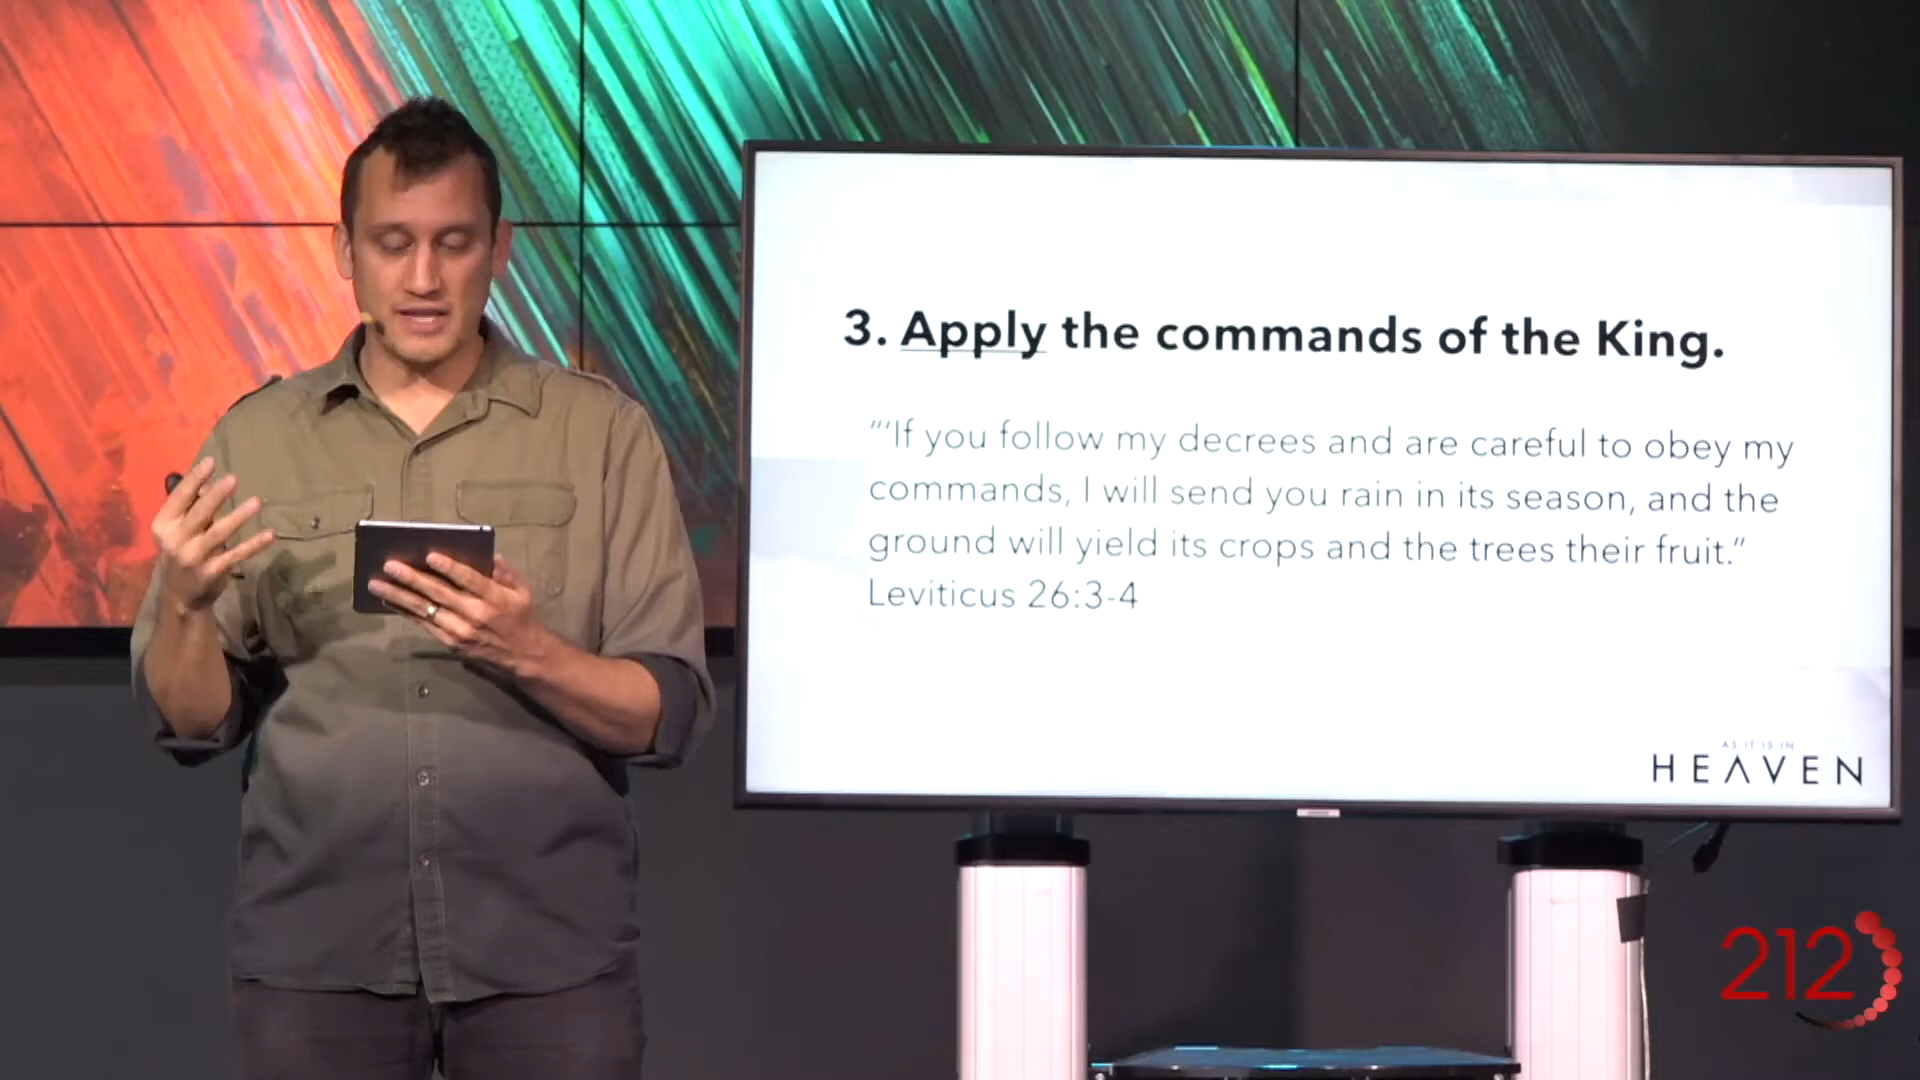 3. Apply the commands of the King.
"'If you follow my decrees and are careful to obey my
commands, I will send you rain in its season, and the
ground will yield its crops and the trees their fruit."
Leviticus 26:3-4
AS IT IS IN
HEAVEN
212